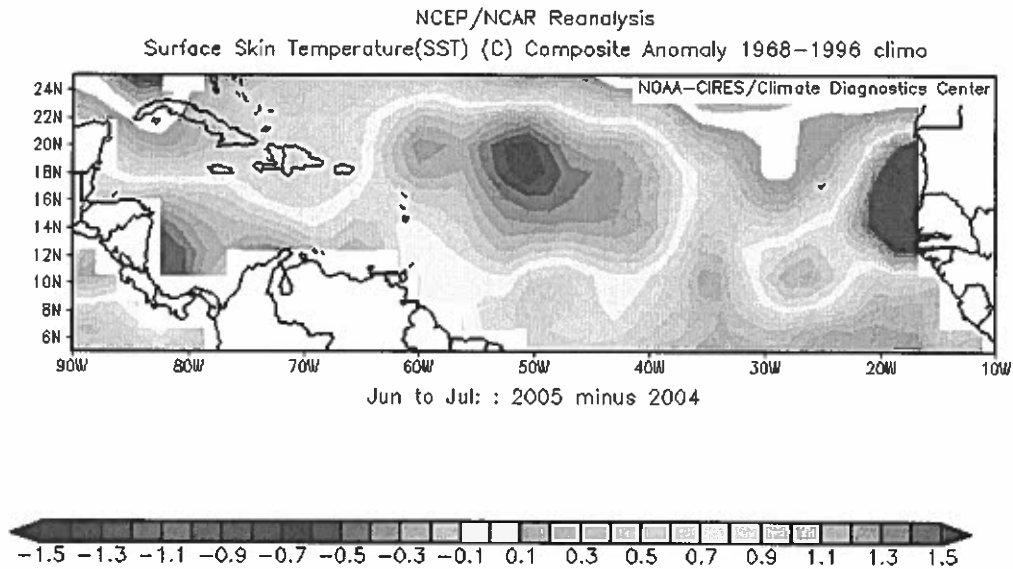 NCEP/NCAR Reanalysis
Surface Skin Temperature(SST) (C) Composite Anomaly 1968-1996 climo
NOAA-CIRES/Climate Diagnostics Center
24N
22N
20N
18N
16N
14N
12N
10N
8N
6N
90W 80W 70W 60W 50W 40W 30W 20W 10W
Jun to Jul: : 2005 minus 2004
-1.5 -1.3 -1.1 -0.9 -0.7 -0.5 -0.3 -0.1 0.1 0.3 0.5 0.7 0.9 1.1 1.3 1.5